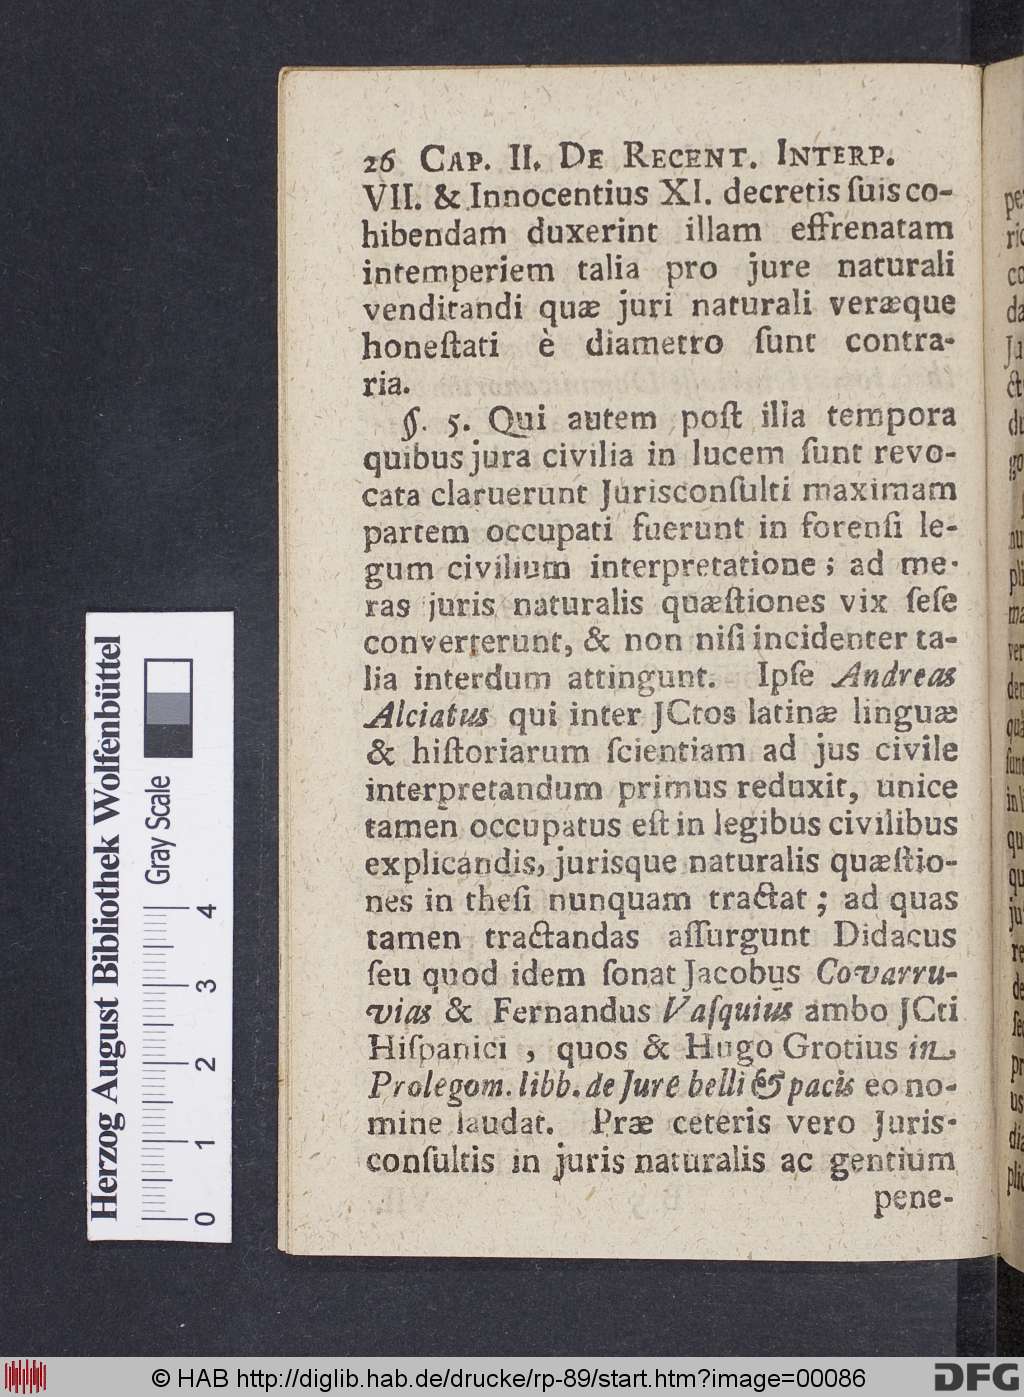 26 CAP. II. DE RECENT. INTERP.
VII. & Innocentius XI. decretis ſuis co-
hibendam duxerint illam effrenatam
intemperiem talia pro jure naturali
venditandi quæ juri naturali veræque
honeſtati è diametro ſunt contra-
ria.
§. 5. Qui autem poſt illa tempora
quibus jura civilia in lucem ſunt revo-
cata claruerunt Jurisconſulti maximam
partem occupati fuerunt in forenſi le-
gum civilium interpretatione; ad me-
ras juris naturalis quæſtiones vix ſeſe
converterunt, & non niſi incidenter ta-
lia interdum attingunt. Ipſe Andreas
Alciatus qui inter JCtos latinæ linguæ
& hiſtoriarum ſcientiam ad jus civile
interpretandum primus reduxit, unice
tamen occupatus eſt in legibus civilibus
explicandis, jurisque naturalis quæſtio-
nes in theſi nunquam tractat; ad quas
tamen tractandas aſſurgunt Didacus
ſeu quod idem ſonat Jacobus Covarru-
vias & Fernandus Vaſquius ambo JCti
Hiſpanici, quos & Hugo Grotius in
Prolegom. libb. de Jure belli & pacis eo no-
mine laudat. Præ ceteris vero Juris-
conſultis in juris naturalis ac gentium
pene-
Herzog August Bibliothek Wolfenbüttel
Gray Scale
0 1 2 3 4
© HAB http://diglib.hab.de/drucke/rp-89/start.htm?image=00086
DFG